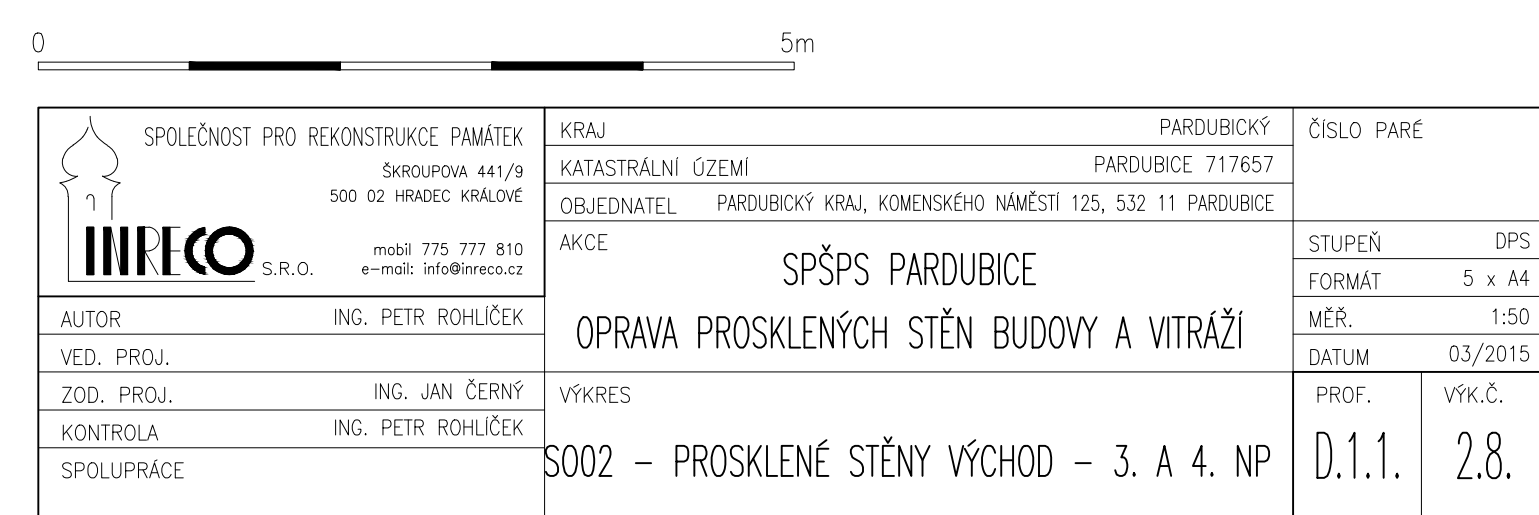 0 5m
SPOLEČNOST PRO REKONSTRUKCE PAMÁTEK
ŠKROUPOVA 441/9
500 02 HRADEC KRÁLOVÉ
INRECO S.R.O.
mobil 775 777 810
e-mail: info@inreco.cz
AUTOR ING. PETR ROHLÍČEK
VED. PROJ.
ZOD. PROJ. ING. JAN ČERNÝ
KONTROLA ING. PETR ROHLÍČEK
SPOLUPRÁCE
KRAJ PARDUBICKÝ
KATASTRÁLNÍ ÚZEMÍ PARDUBICE 717657
OBJEDNATEL PARDUBICKÝ KRAJ, KOMENSKÉHO NÁMĚSTÍ 125, 532 11 PARDUBICE
AKCE
SPŠPS PARDUBICE
OPRAVA PROSKLENÝCH STĚN BUDOVY A VITRÁŽÍ
VÝKRES
SO02 – PROSKLENÉ STĚNY VÝCHOD – 3. A 4. NP
ČÍSLO PARÉ
STUPEŇ DPS
FORMÁT 5 x A4
MĚŘ. 1:50
DATUM 03/2015
PROF. VÝK.Č.
D.1.1. 2.8.